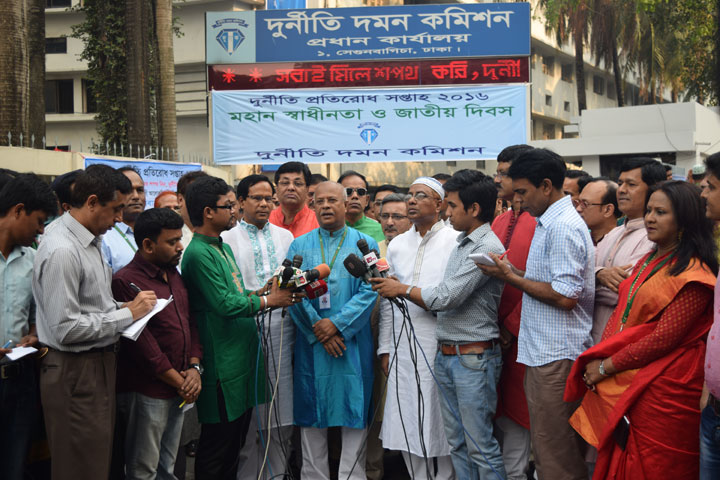 দুর্নীতি দমন কমিশন
প্রধান কার্যালয়
১, সেগুনবাগিচা, ঢাকা।
সবাই মিলে শপথ করি, দুর্নী
দুর্নীতি প্রতিরোধ সপ্তাহ ২০১৬
মহান স্বাধীনতা ও জাতীয় দিবস
দুর্নীতি দমন কমিশন